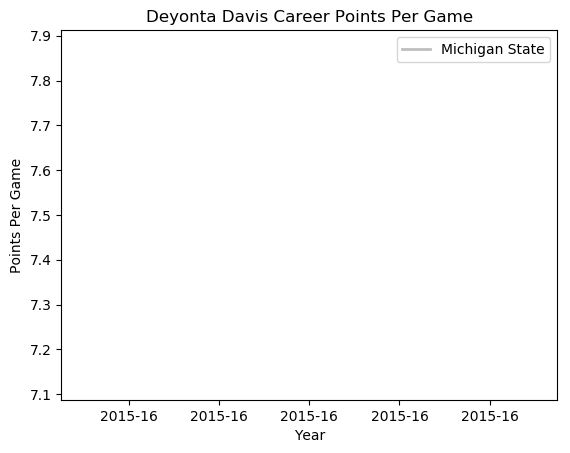 Deyonta Davis Career Points Per Game
Michigan State
7.9
7.8
7.7
7.6
7.5
7.4
7.3
7.2
7.1
Points Per Game
2015-16 2015-16 2015-16 2015-16 2015-16
Year